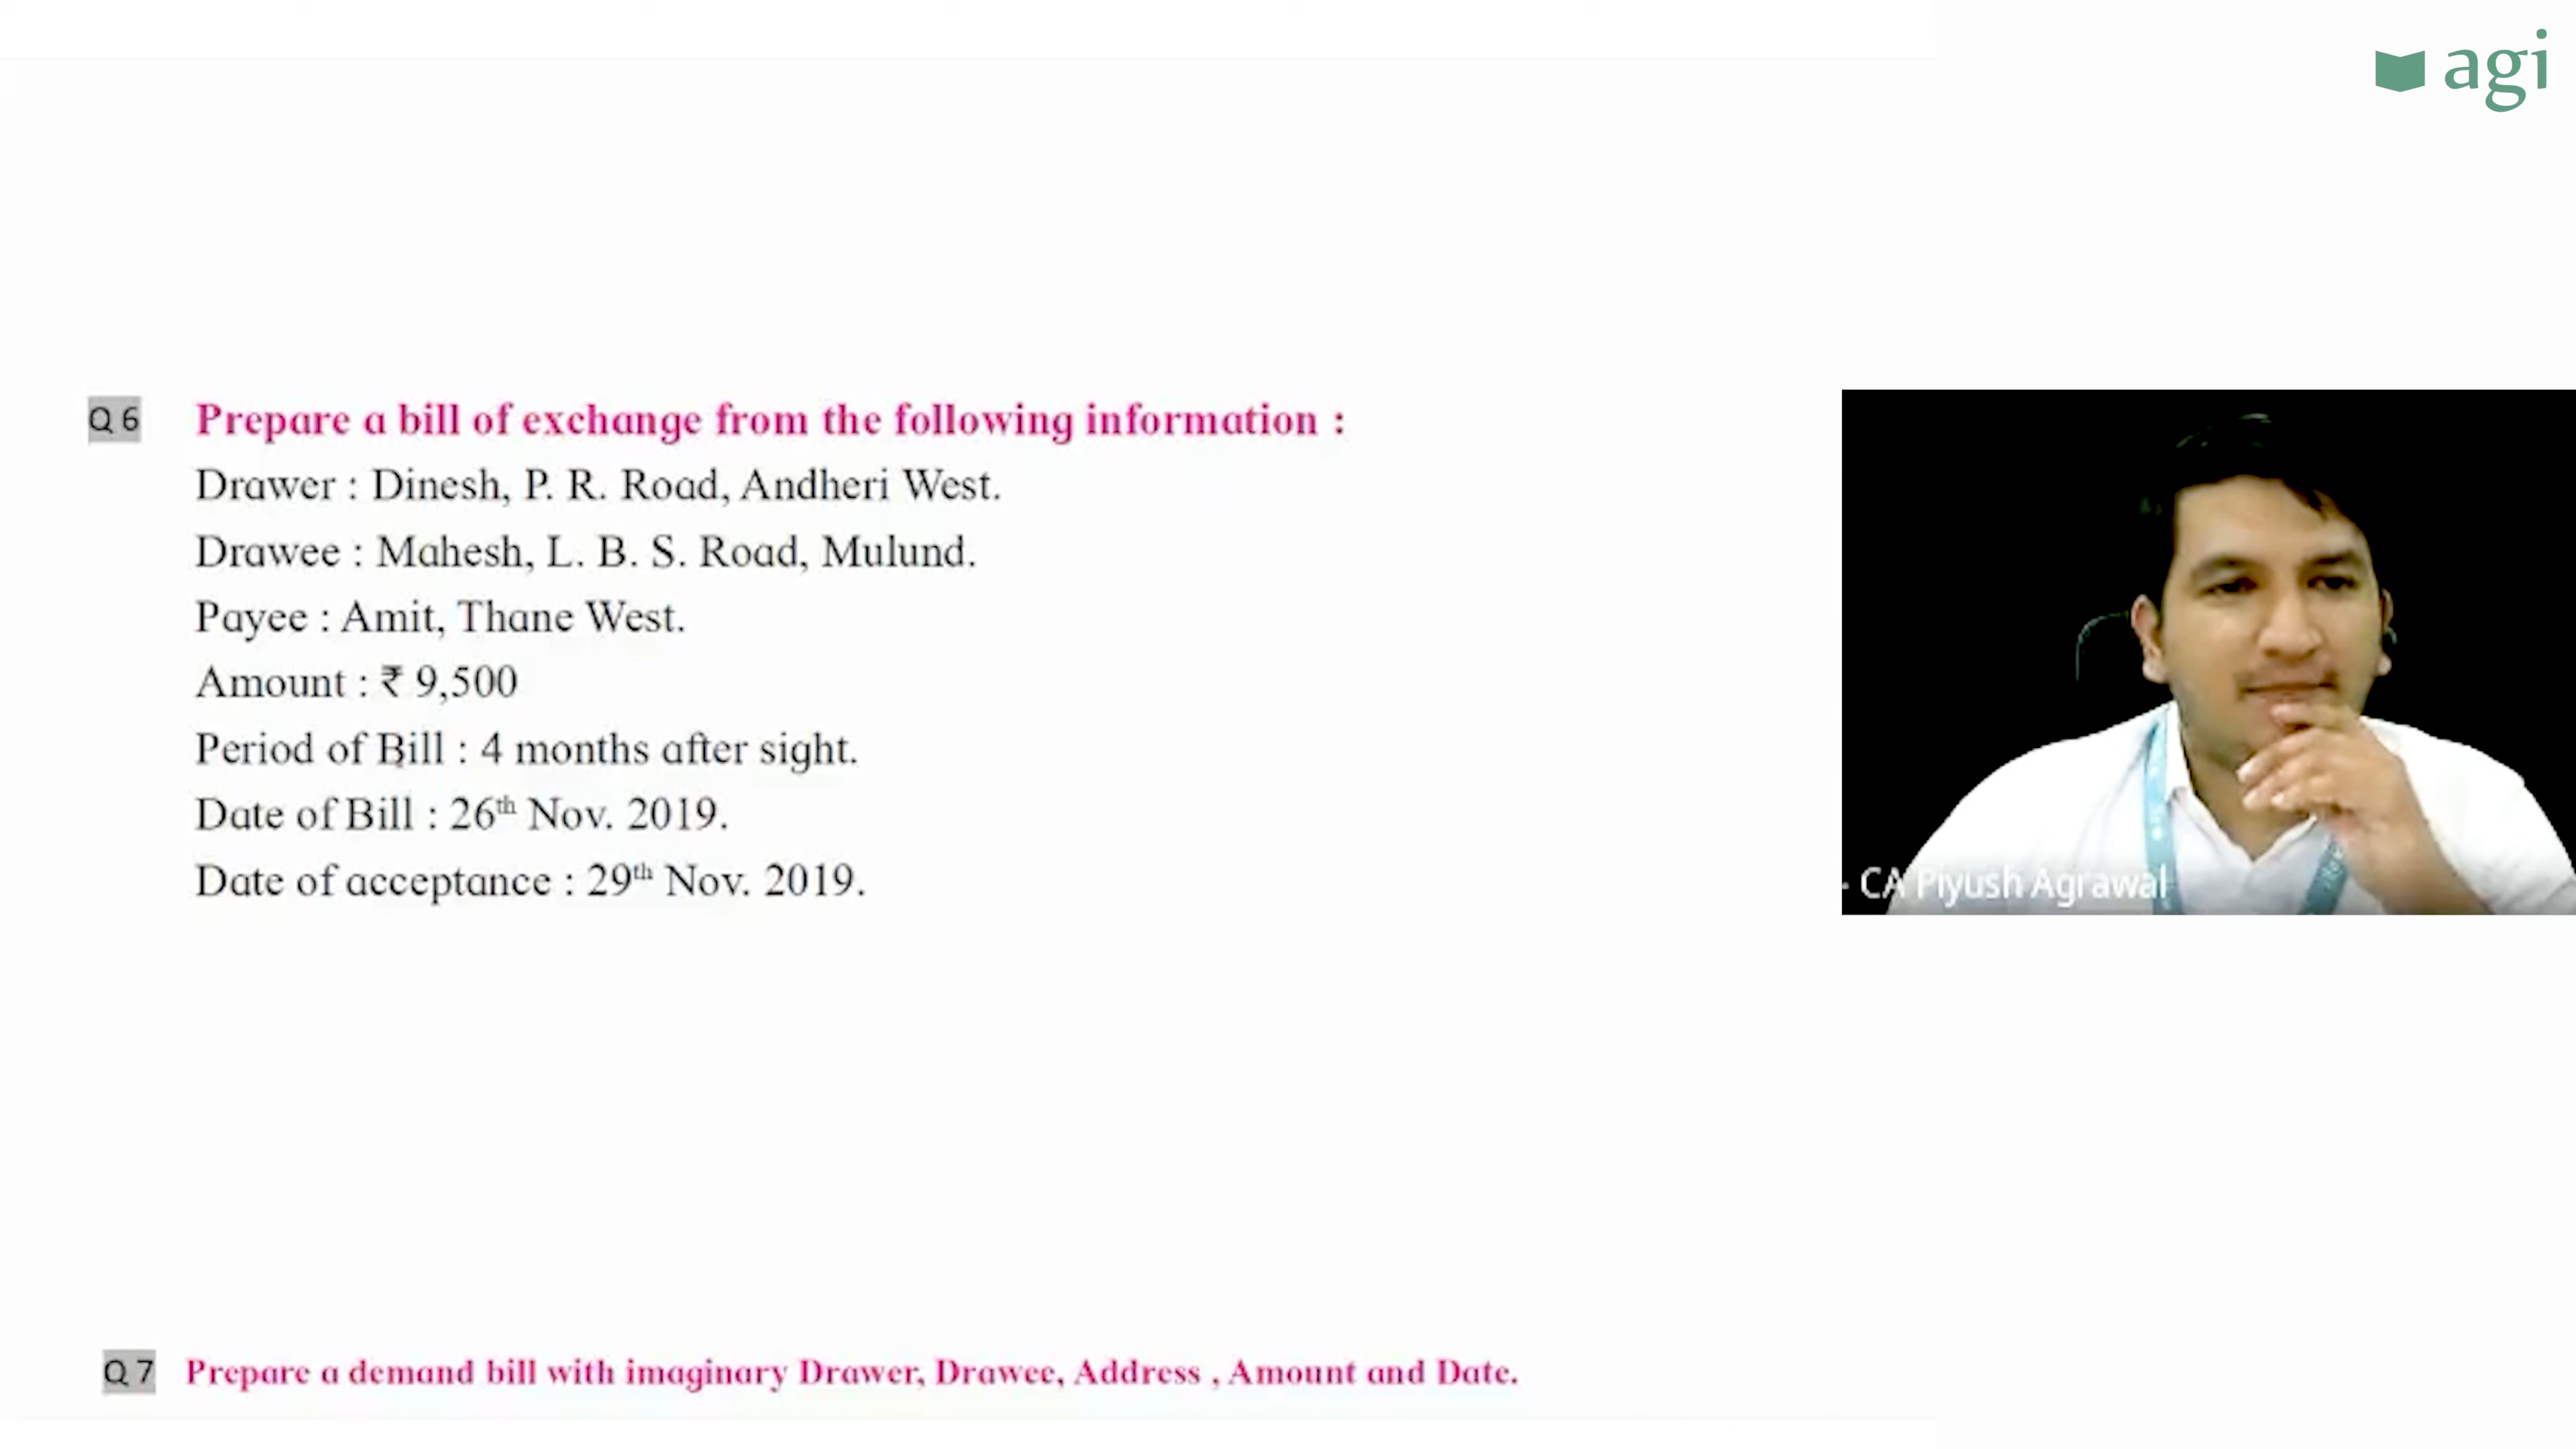 agi
Q 6 Prepare a bill of exchange from the following information :
Drawer : Dinesh, P. R. Road, Andheri West.
Drawee : Mahesh, L. B. S. Road, Mulund.
Payee : Amit, Thane West.
Amount : ₹ 9,500
Period of Bill : 4 months after sight.
Date of Bill : 26th Nov. 2019.
Date of acceptance : 29th Nov. 2019.
- CA Piyush Agrawal
Q 7 Prepare a demand bill with imaginary Drawer, Drawee, Address , Amount and Date.